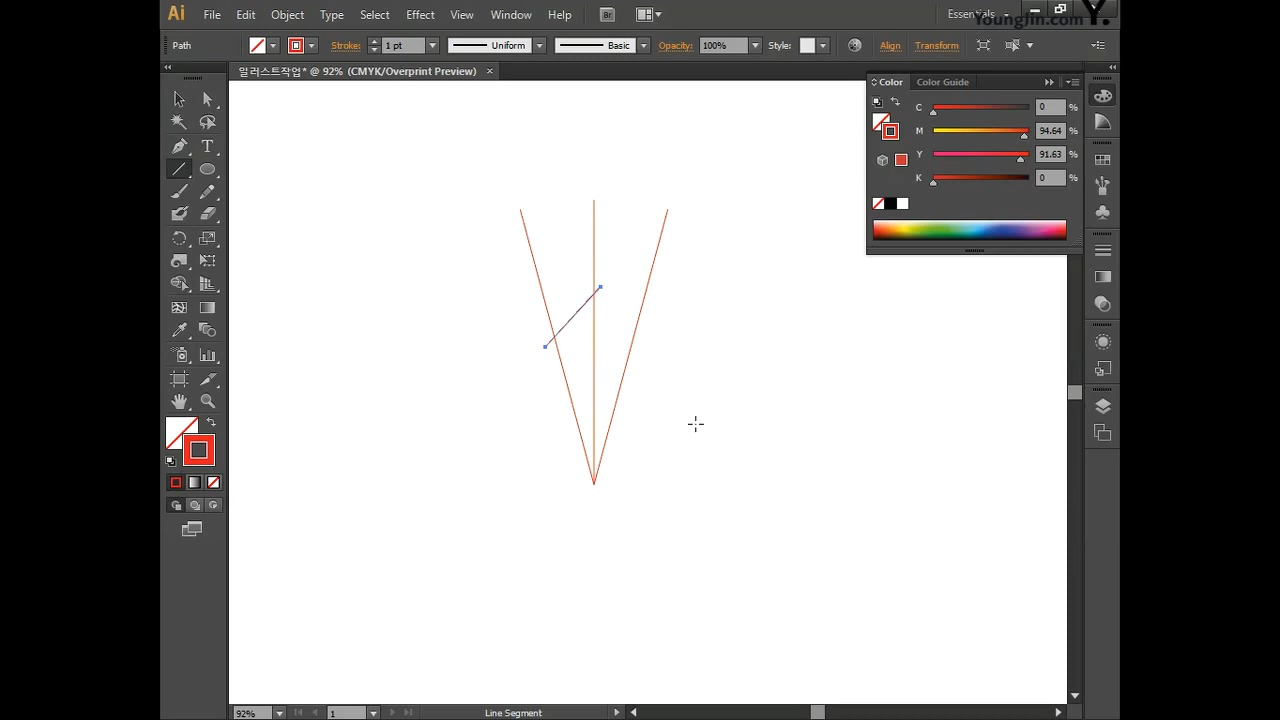 Ai File Edit Object Type Select Effect View Window Help Br Essentials
YoungJin.com Y.
Path Stroke: 1 pt Uniform Basic Opacity: 100% Style: Align Transform
일러스트작업* @ 92% (CMYK/Overprint Preview) ×
Color Color Guide
C 0 %
M 94.64 %
Y 91.63 %
K 0 %
T
92% 1 Line Segment